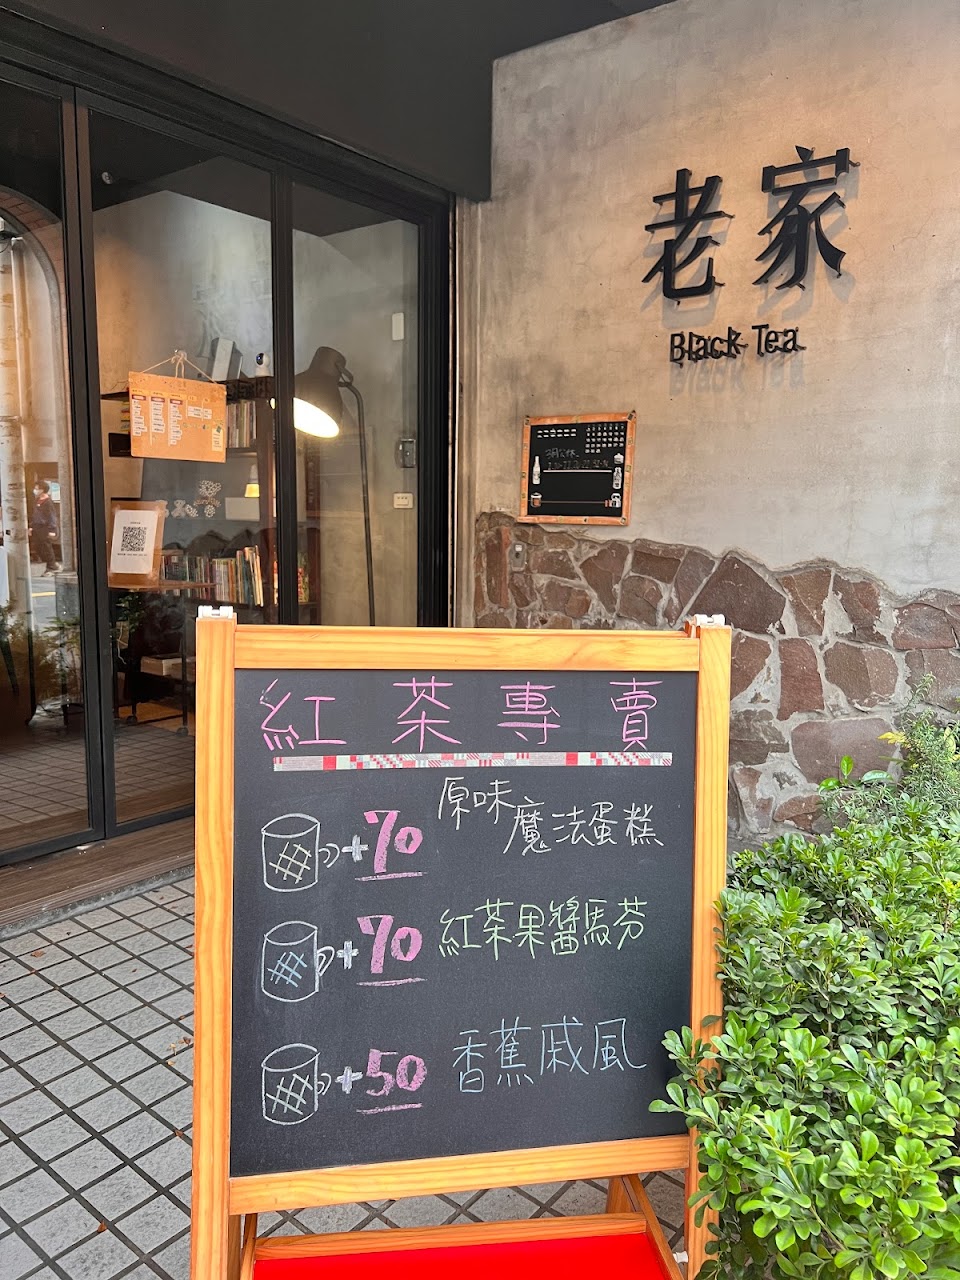 老家
Black Tea
紅茶專賣
+70 原味魔法蛋糕
+70 紅茶果醬馬芬
+50 香蕉戚風